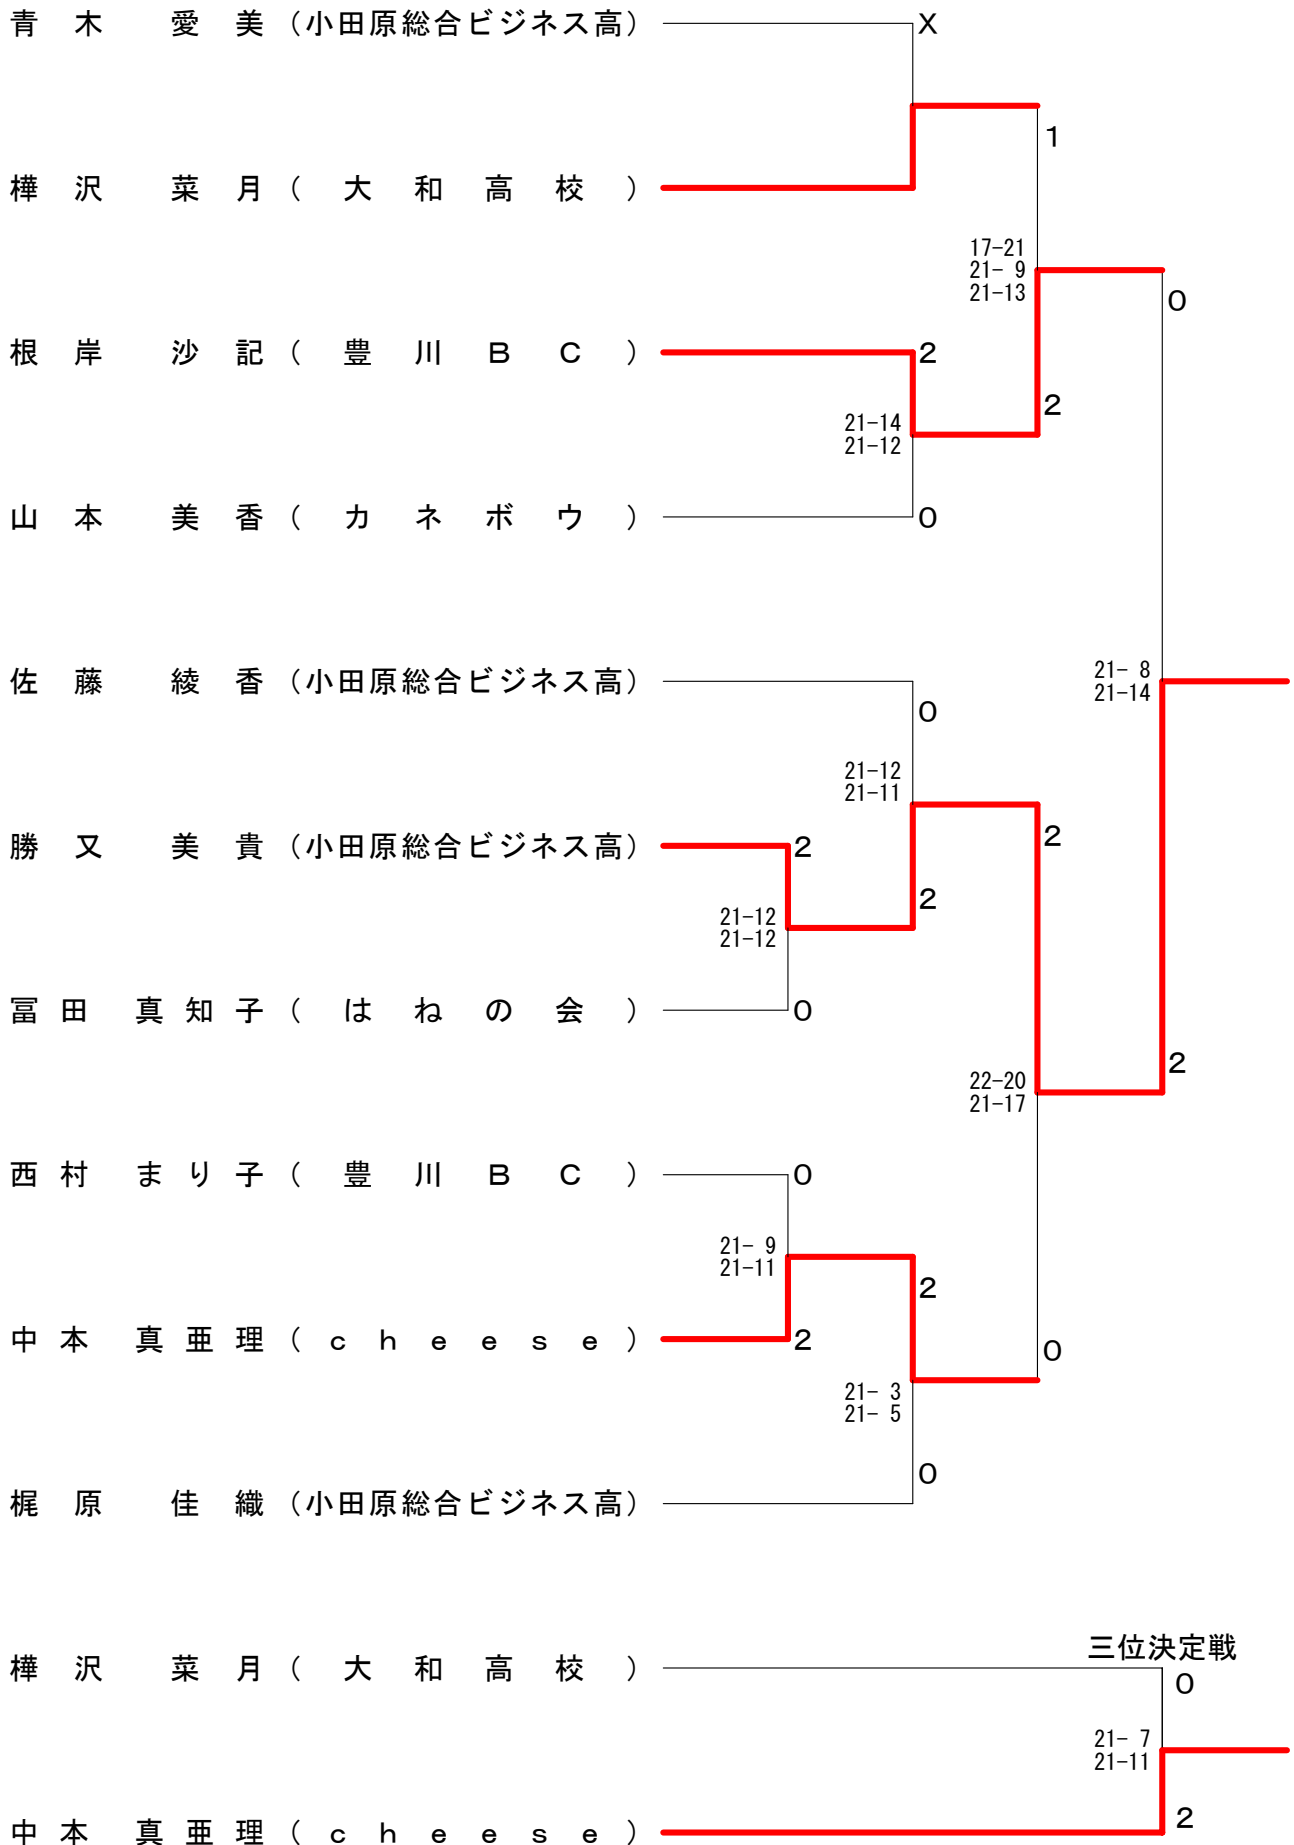 青木 愛美（小田原総合ビジネス高） X
1
樺沢 菜月（大和高校）
17-21
21- 9
21-13
0
根岸 沙記（豊川ＢＣ） 2
2
21-14
21-12
山本 美香（カネボウ） 0
佐藤 綾香（小田原総合ビジネス高）
21- 8
21-14
0
21-12
21-11
勝又 美貴（小田原総合ビジネス高） 2
2
2
21-12
21-12
冨田 真知子（はねの会） 0
2
22-20
21-17
西村 まり子（豊川ＢＣ） 0
21- 9
21-11
2
中本 真亜理（ｃｈｅｅｓｅ） 2
0
21- 3
21- 5
0
梶原 佳織（小田原総合ビジネス高）
三位決定戦
樺沢 菜月（大和高校）
0
21- 7
21-11
2
中本 真亜理（ｃｈｅｅｓｅ）